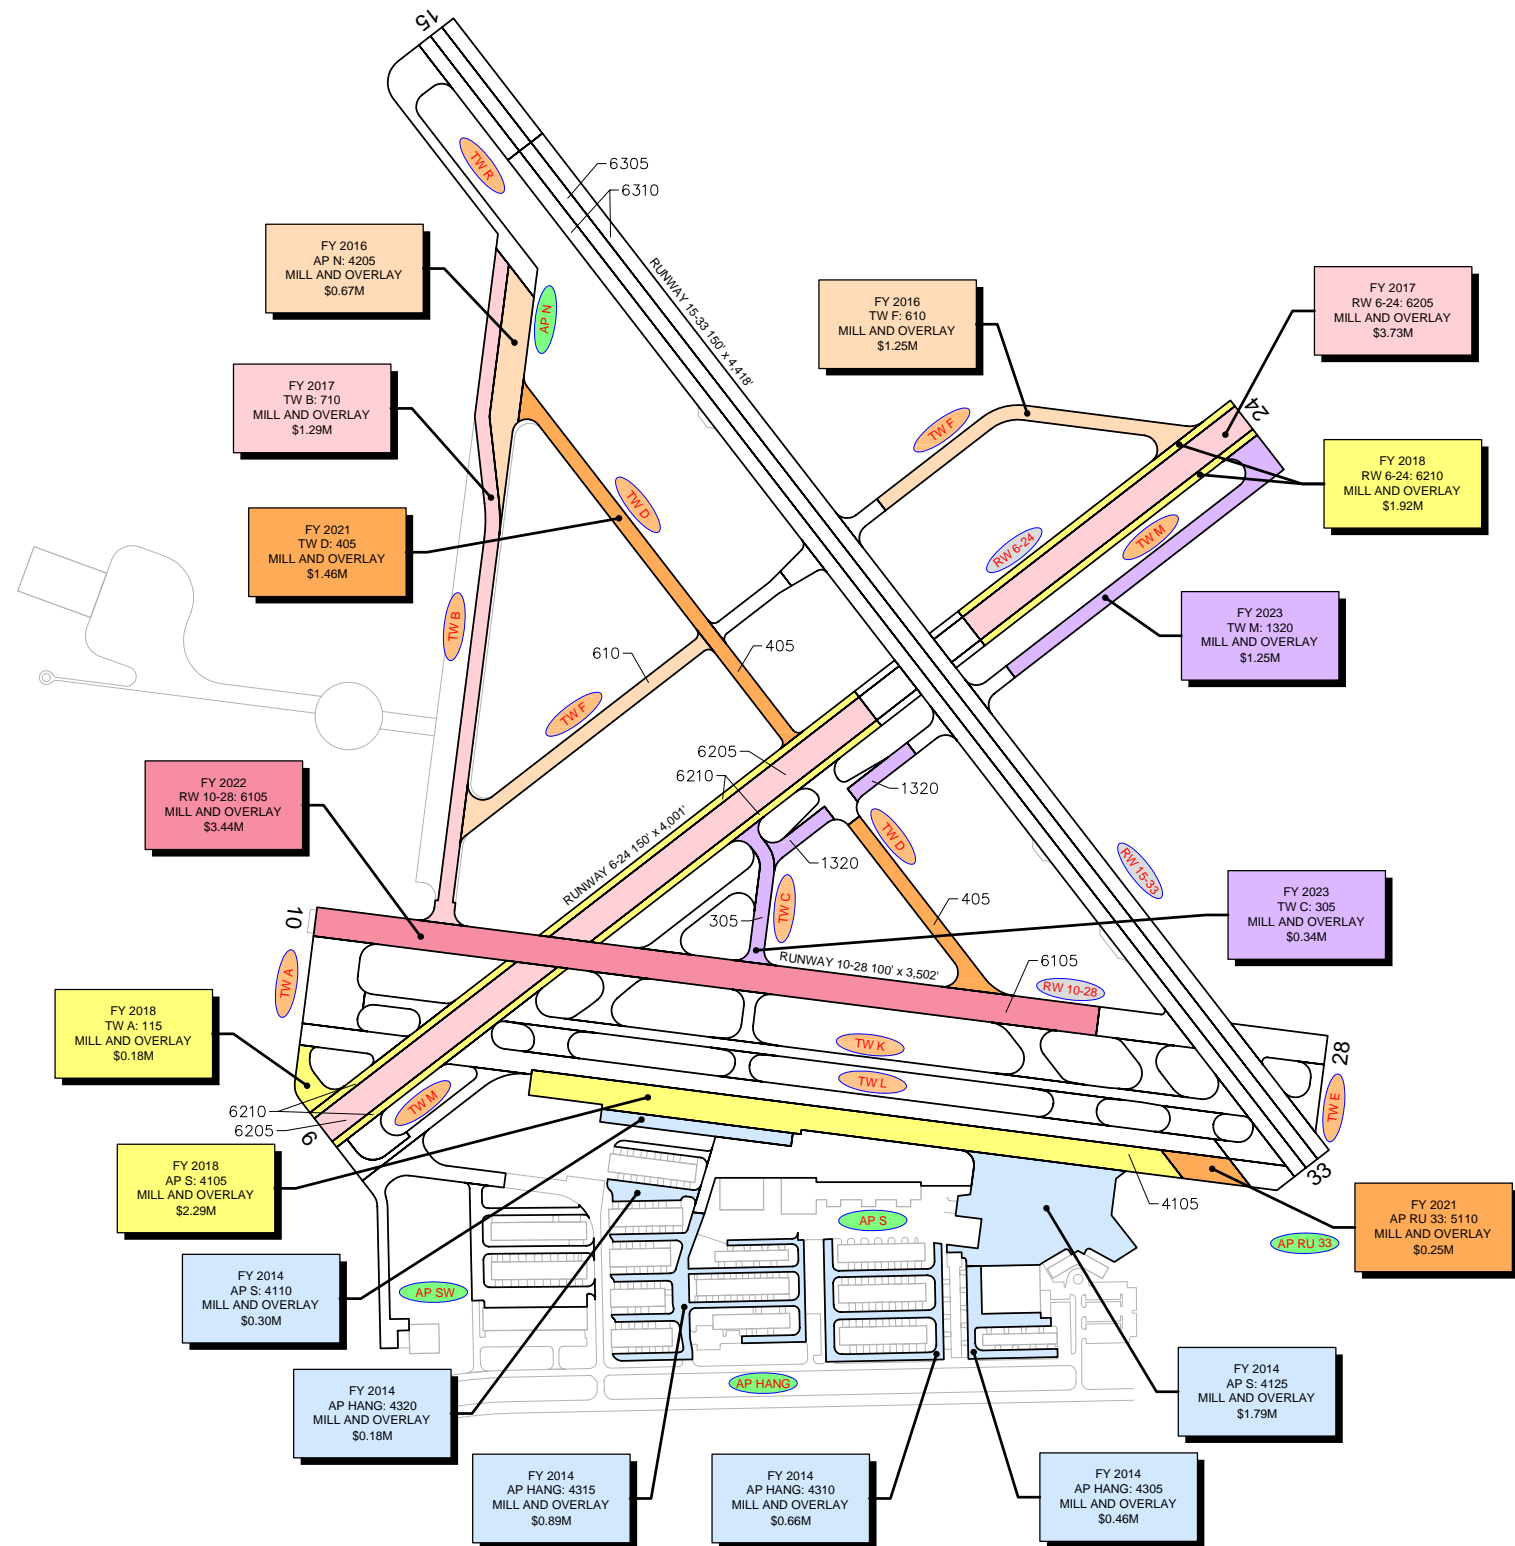 15
TW R
6305
6310
FY 2016
AP N: 4205
MILL AND OVERLAY
$0.67M
AP N
RUNWAY 15-33 150' x 4,418'
FY 2016
TW F: 610
MILL AND OVERLAY
$1.25M
FY 2017
RW 6-24: 6205
MILL AND OVERLAY
$3.73M
FY 2017
TW B: 710
MILL AND OVERLAY
$1.29M
TW F
24
FY 2018
RW 6-24: 6210
MILL AND OVERLAY
$1.92M
FY 2021
TW D: 405
MILL AND OVERLAY
$1.46M
TW D
RW 6-24
TW M
TW B
FY 2023
TW M: 1320
MILL AND OVERLAY
$1.25M
610
405
TW F
6205
6210
1320
FY 2022
RW 10-28: 6105
MILL AND OVERLAY
$3.44M
RUNWAY 6-24 150' x 4,001'
TW D
1320
RW 15-33
TW C
305
405
FY 2023
TW C: 305
MILL AND OVERLAY
$0.34M
10
RUNWAY 10-28 100' x 3,502'
6105
RW 10-28
TW A
FY 2018
TW A: 115
MILL AND OVERLAY
$0.18M
TW K
28
TW L
TW M
TW E
6210
6205
6
33
FY 2018
AP S: 4105
MILL AND OVERLAY
$2.29M
4105
AP S
FY 2021
AP RU 33: 5110
MILL AND OVERLAY
$0.25M
AP RU 33
FY 2014
AP S: 4110
MILL AND OVERLAY
$0.30M
AP SW
AP HANG
FY 2014
AP HANG: 4320
MILL AND OVERLAY
$0.18M
FY 2014
AP S: 4125
MILL AND OVERLAY
$1.79M
FY 2014
AP HANG: 4315
MILL AND OVERLAY
$0.89M
FY 2014
AP HANG: 4310
MILL AND OVERLAY
$0.66M
FY 2014
AP HANG: 4305
MILL AND OVERLAY
$0.46M